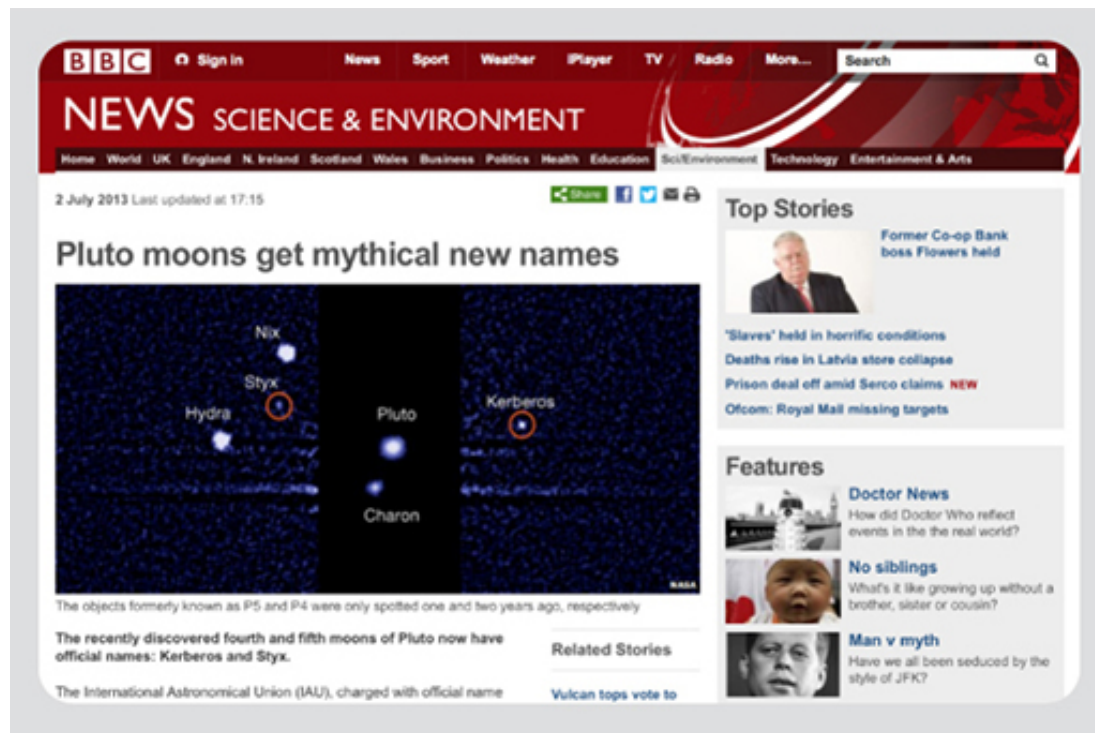 BBC Sign in News Sport Weather iPlayer TV Radio More... Search
NEWS SCIENCE & ENVIRONMENT
Home World UK England N. Ireland Scotland Wales Business Politics Health Education Sci/Environment Technology Entertainment & Arts
2 July 2013 Last updated at 17:15
Share
Pluto moons get mythical new names
Nix
Styx
Hydra
Pluto
Kerberos
Charon
NASA
The objects formerly known as P5 and P4 were only spotted one and two years ago, respectively
The recently discovered fourth and fifth moons of Pluto now have
official names: Kerberos and Styx.
The International Astronomical Union (IAU), charged with official name
Related Stories
Vulcan tops vote to
Top Stories
Former Co-op Bank
boss Flowers held
'Slaves' held in horrific conditions
Deaths rise in Latvia store collapse
Prison deal off amid Serco claims NEW
Ofcom: Royal Mail missing targets
Features
Doctor News
How did Doctor Who reflect
events in the the real world?
No siblings
What's it like growing up without a
brother, sister or cousin?
Man v myth
Have we all been seduced by the
style of JFK?